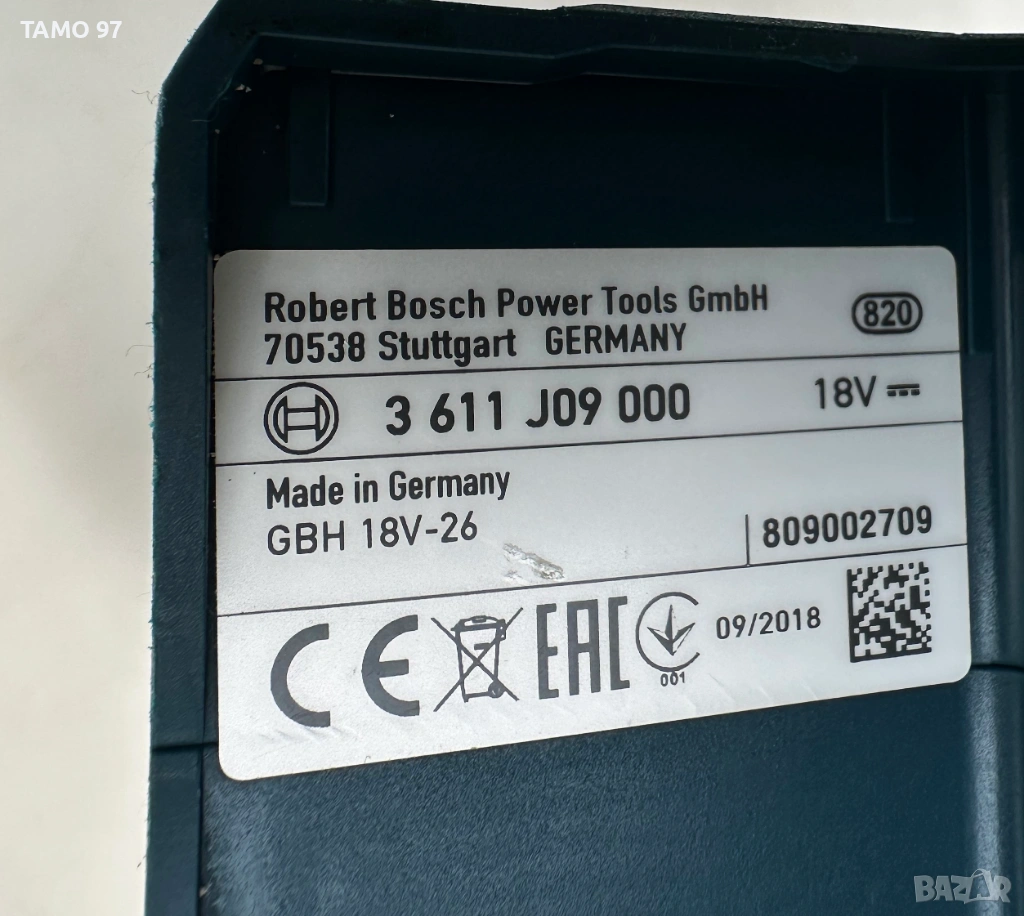 TAMO 97
Robert Bosch Power Tools GmbH
70538 Stuttgart GERMANY
820
3 611 J09 000
18V
Made in Germany
GBH 18V-26
809002709
CE
EAC
001
09/2018
BAZAR